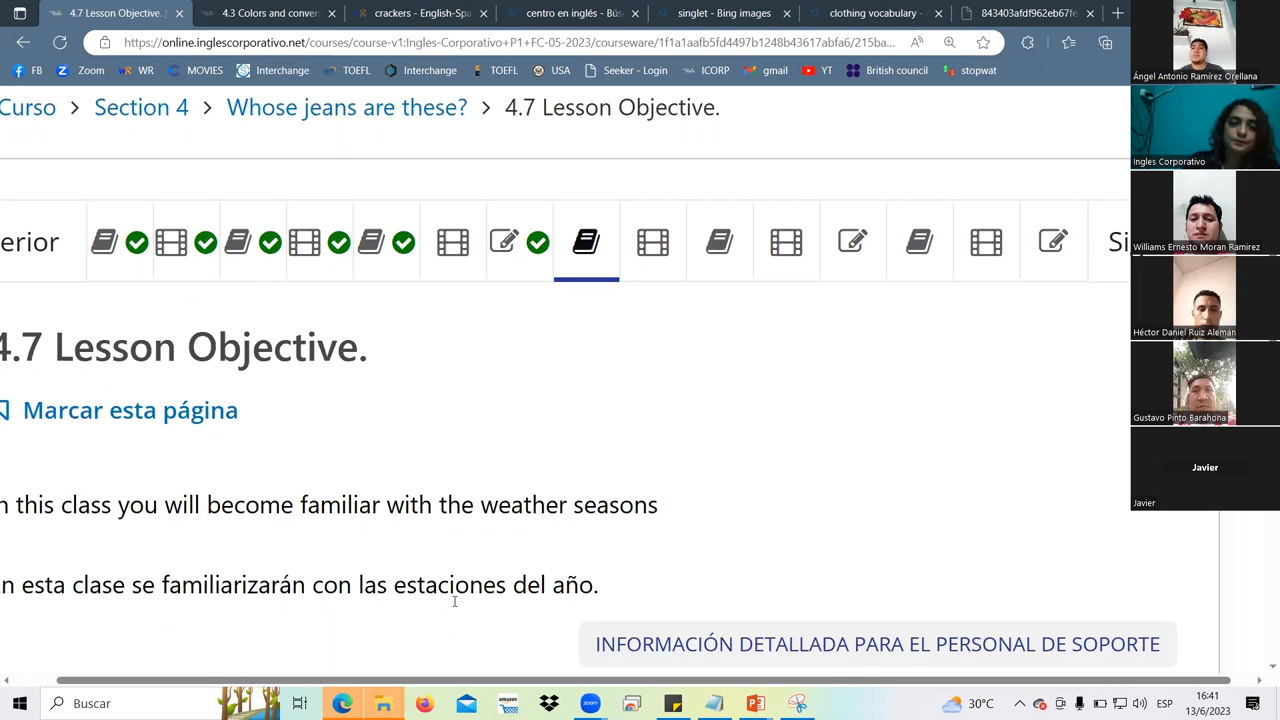 4.7 Lesson Objective.
4.3 Colors and conver
crackers - English-Spa
centro en inglés - Bús
singlet - Bing images
clothing vocabulary
843403afdf962eb67fe
https://online.inglescorporativo.net/courses/course-v1:Ingles-Corporativo+P1+FC-05-2023/courseware/1f1a1aafb5fd4497b1248b43617abfa6/215ba...
FB
Zoom
WR
MOVIES
Interchange
TOEFL
Interchange
TOEFL
USA
Seeker - Login
ICORP
gmail
YT
British council
stopwat
Curso > Section 4 > Whose jeans are these? > 4.7 Lesson Objective.
erior
Si
4.7 Lesson Objective.
Marcar esta página
n this class you will become familiar with the weather seasons
n esta clase se familiarizarán con las estaciones del año.
INFORMACIÓN DETALLADA PARA EL PERSONAL DE SOPORTE
Ángel Antonio Ramírez Orellana
Ingles Corporativo
Williams Ernesto Moran Ramirez
Héctor Daniel Ruiz Alemán
Gustavo Pinto Barahona
Javier
Javier
Buscar
amazon
zoom
30°C
ESP
16:41
13/6/2023